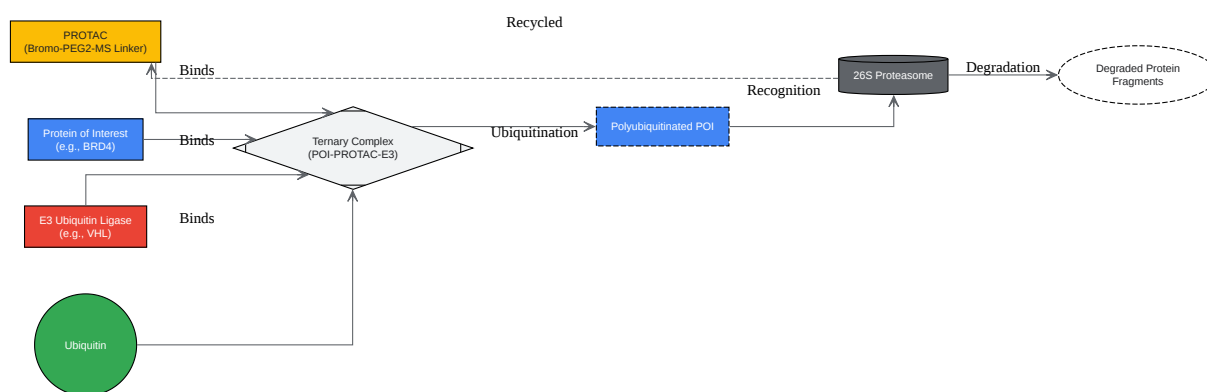 Recycled
PROTAC
(Bromo-PEG2-MS Linker)
Binds
26S Proteasome
Degradation
Degraded Protein
Fragments
Recognition
Protein of Interest
(e.g., BRD4)
Binds
Ternary Complex
(POI-PROTAC-E3)
Ubiquitination
Polyubiquitinated POI
E3 Ubiquitin Ligase
(e.g., VHL)
Binds
Ubiquitin